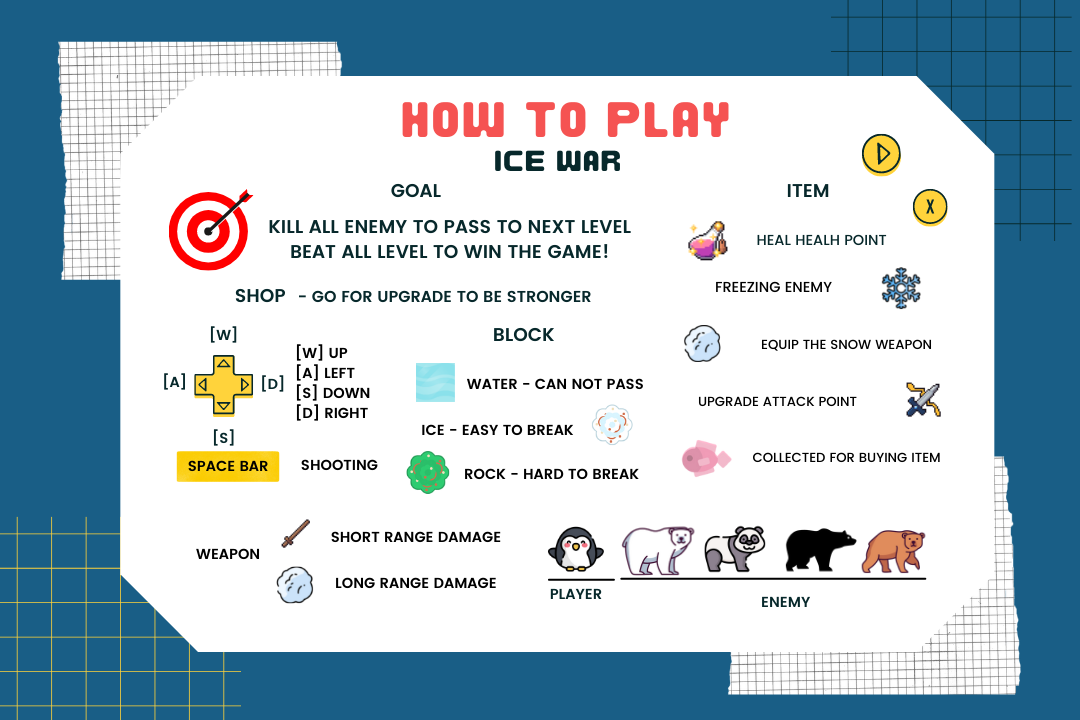 HOW TO PLAY
ICE WAR
GOAL
KILL ALL ENEMY TO PASS TO NEXT LEVEL
BEAT ALL LEVEL TO WIN THE GAME!
SHOP - GO FOR UPGRADE TO BE STRONGER
[W]
[A]
[D]
[S]
[W] UP
[A] LEFT
[S] DOWN
[D] RIGHT
SPACE BAR
SHOOTING
BLOCK
WATER - CAN NOT PASS
ICE - EASY TO BREAK
ROCK - HARD TO BREAK
ITEM
X
HEAL HEALH POINT
FREEZING ENEMY
EQUIP THE SNOW WEAPON
UPGRADE ATTACK POINT
COLLECTED FOR BUYING ITEM
WEAPON
SHORT RANGE DAMAGE
LONG RANGE DAMAGE
PLAYER
ENEMY